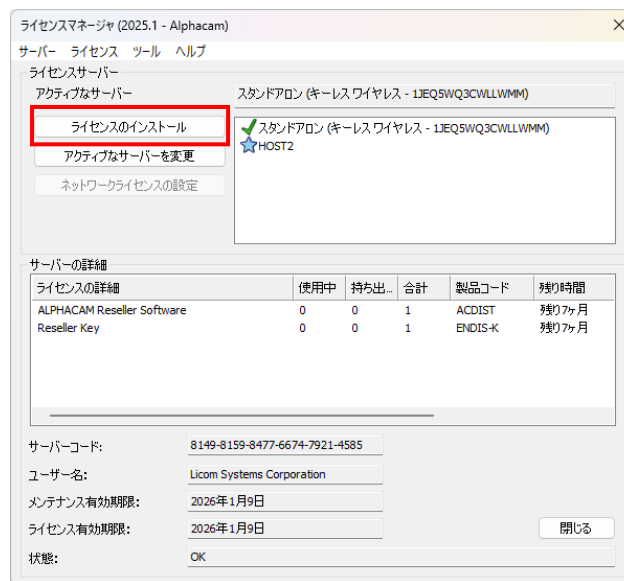 ライセンスマネージャ (2025.1 - Alphacam)
サーバー ライセンス ツール ヘルプ
ライセンスサーバー
アクティブなサーバー スタンドアロン (キーレス ワイヤレス - 1JEQ5WQ3CWLLWMM)
ライセンスのインストール
スタンドアロン (キーレス ワイヤレス - 1JEQ5WQ3CWLLWMM)
HOST2
アクティブなサーバーを変更
ネットワークライセンスの設定
サーバーの詳細
ライセンスの詳細 使用中 持ち出... 合計 製品コード 残り時間
ALPHACAM Reseller Software 0 0 1 ACDIST 残り7ヶ月
Reseller Key 0 0 1 ENDIS-K 残り7ヶ月
サーバーコード: 8149-8159-8477-6674-7921-4585
ユーザー名: Licom Systems Corporation
メンテナンス有効期限: 2026年1月9日
ライセンス有効期限: 2026年1月9日
閉じる
状態: OK